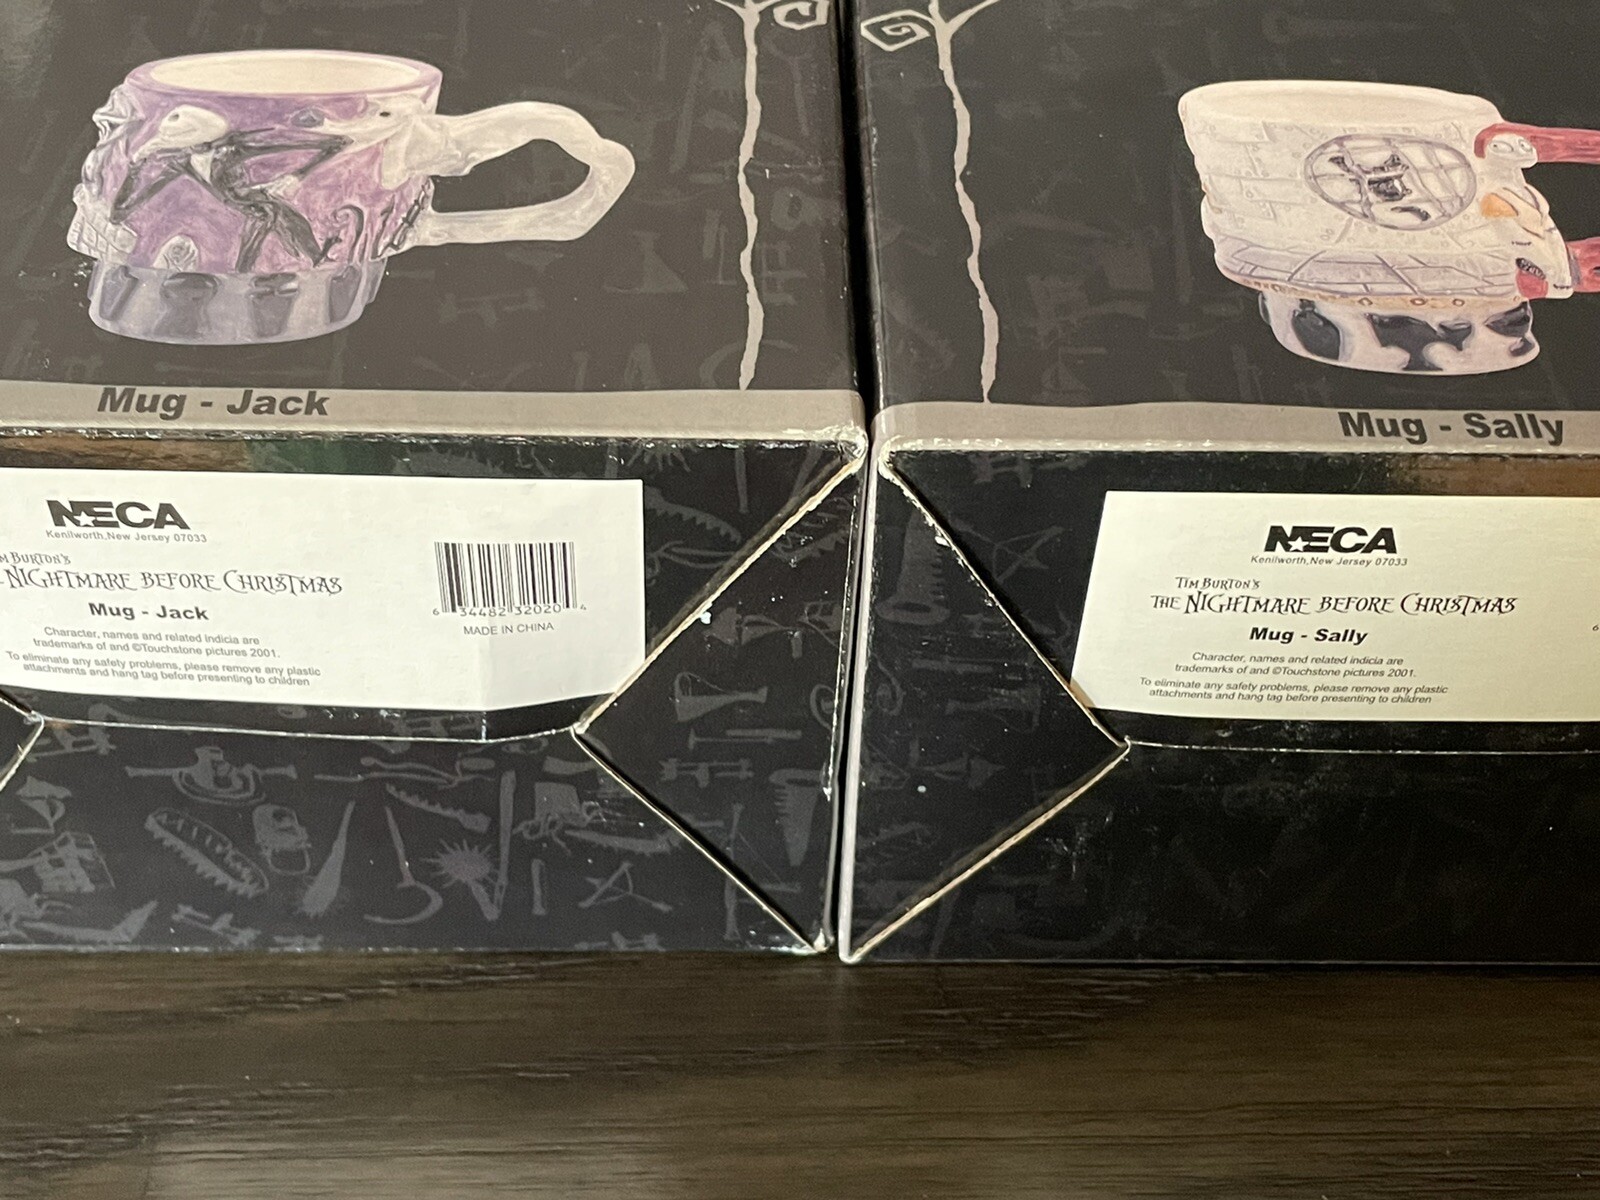 Mug - Jack
NECA
Kenilworth, New Jersey 07033
M BURTON'S
NIGHTMARE BEFORE CHRISTMAS
Mug - Jack
Character, names and related indicia are
trademarks of and ©Touchstone pictures 2001.
To eliminate any safety problems, please remove any plastic
attachments and hang tag before presenting to children
6 34482 32020 4
MADE IN CHINA
Mug - Sally
NECA
Kenilworth, New Jersey 07033
TIM BURTON'S
THE NIGHTMARE BEFORE CHRISTMAS
Mug - Sally
Character, names and related indicia are
trademarks of and ©Touchstone pictures 2001.
To eliminate any safety problems, please remove any plastic
attachments and hang tag before presenting to children
6